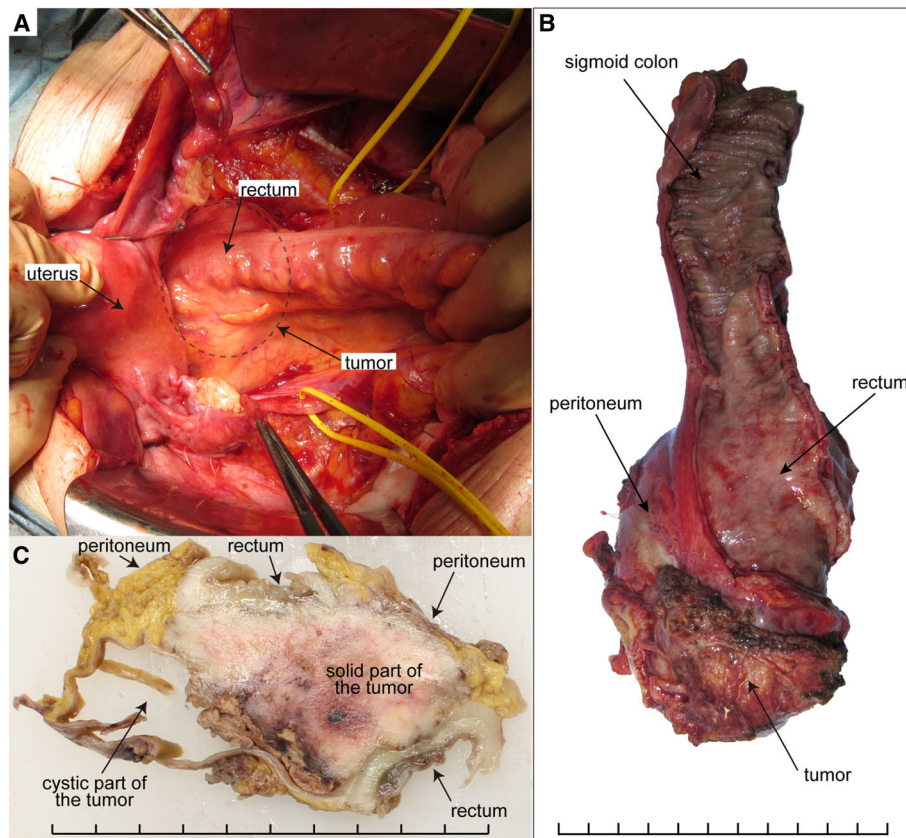 A
rectum
uterus
tumor
B
sigmoid colon
peritoneum
rectum
tumor
C
peritoneum
rectum
peritoneum
solid part of
the tumor
cystic part of
the tumor
rectum